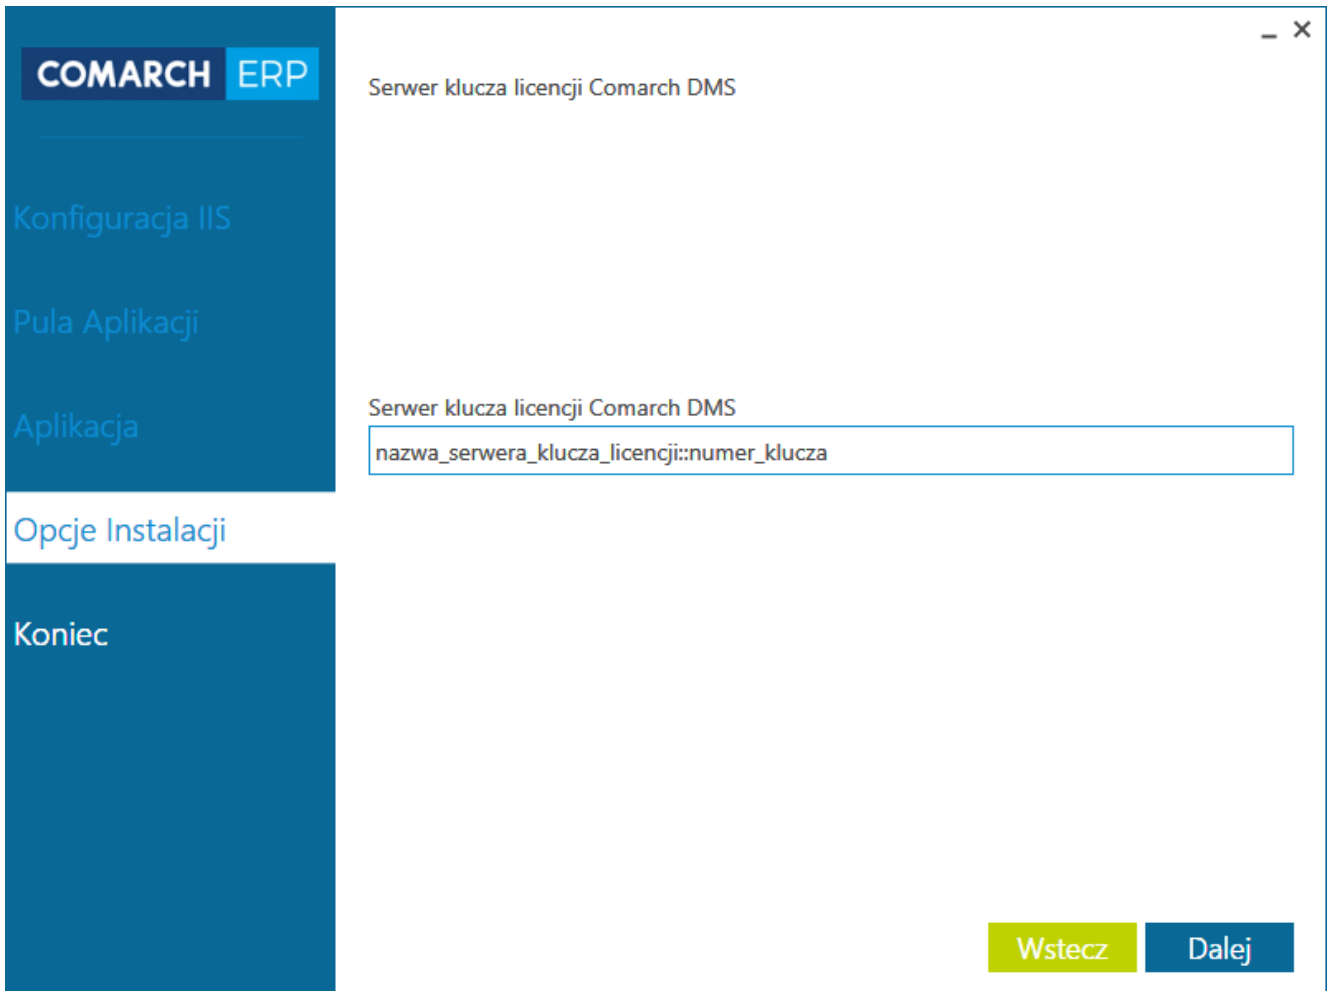 COMARCH ERP
Konfiguracja IIS
Pula Aplikacji
Aplikacja
Opcje Instalacji
Koniec
Serwer klucza licencji Comarch DMS
Serwer klucza licencji Comarch DMS
nazwa_serwera_klucza_licencji::numer_klucza
Wstecz
Dalej